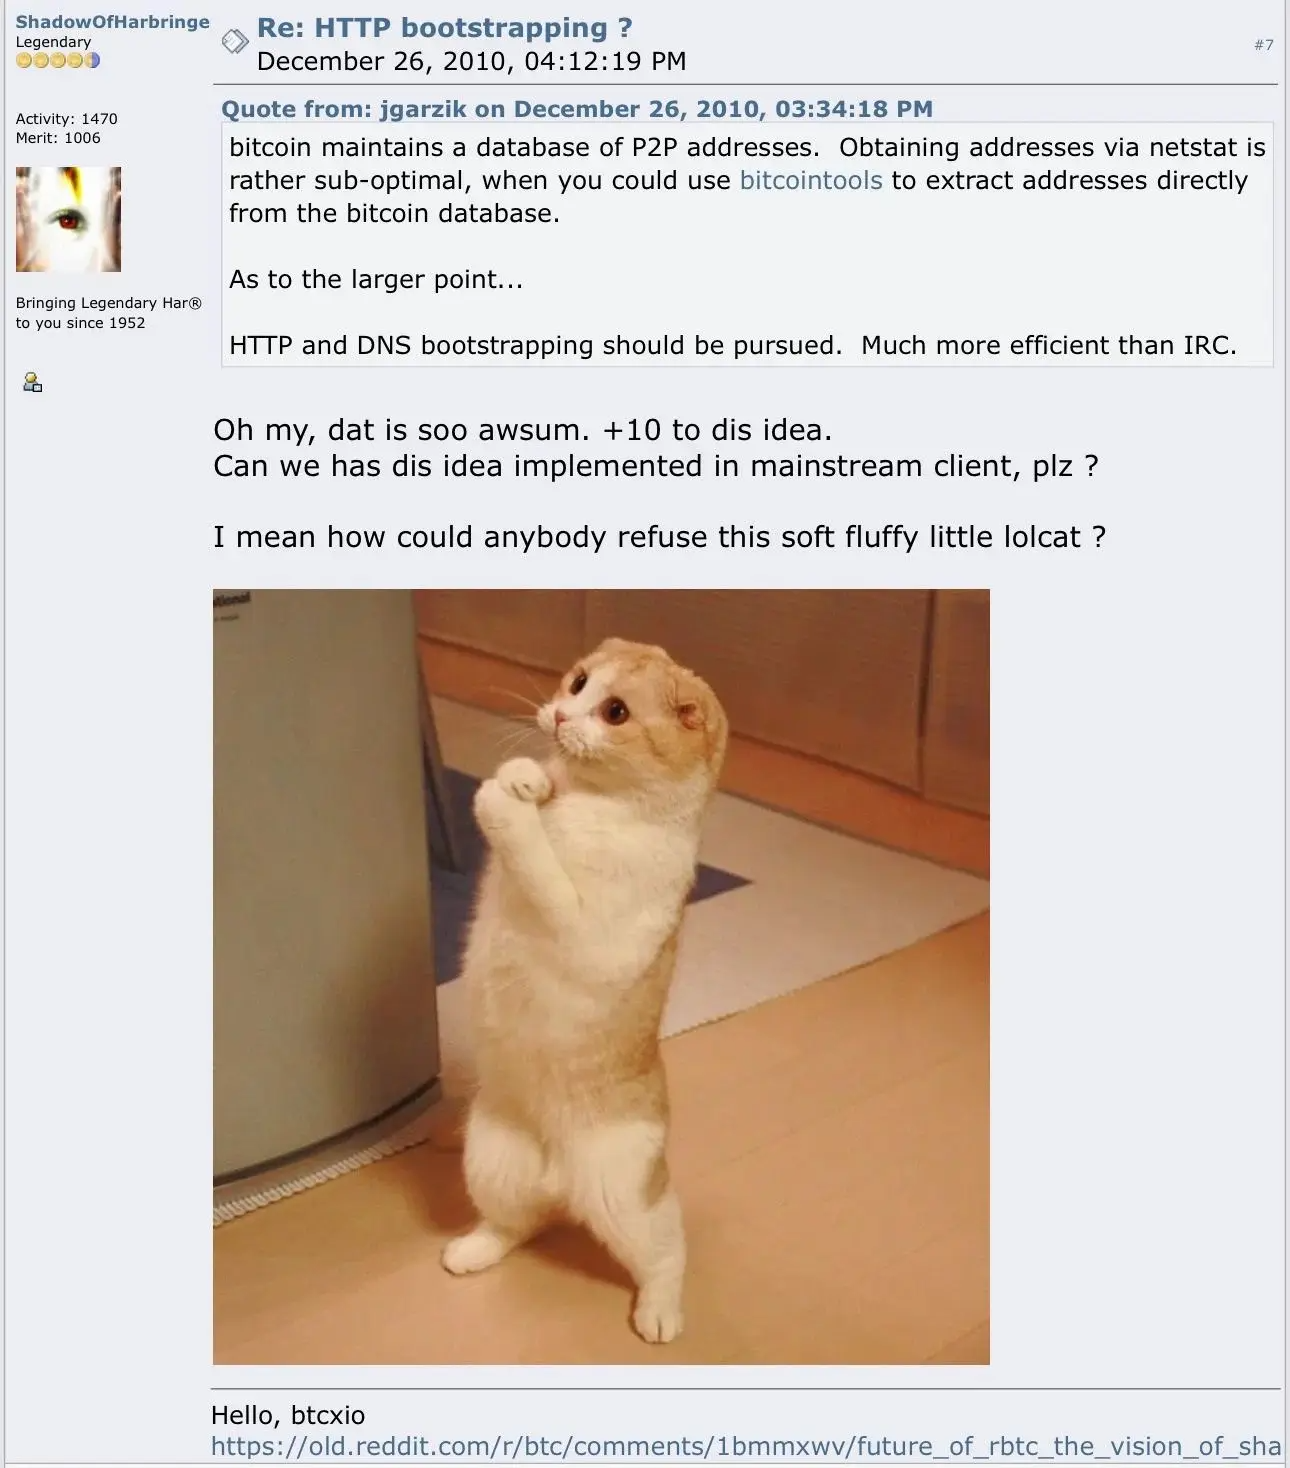 ShadowOfHarbringe
Legendary
Re: HTTP bootstrapping ?
December 26, 2010, 04:12:19 PM
#7
Activity: 1470
Merit: 1006
Bringing Legendary Har®
to you since 1952
Quote from: jgarzik on December 26, 2010, 03:34:18 PM
bitcoin maintains a database of P2P addresses.  Obtaining addresses via netstat is
rather sub-optimal, when you could use bitcointools to extract addresses directly
from the bitcoin database.
As to the larger point...
HTTP and DNS bootstrapping should be pursued.  Much more efficient than IRC.
Oh my, dat is soo awsum. +10 to dis idea.
Can we has dis idea implemented in mainstream client, plz ?
I mean how could anybody refuse this soft fluffy little lolcat ?
Hello, btcxio
https://old.reddit.com/r/btc/comments/1bmmxwv/future_of_rbtc_the_vision_of_sha